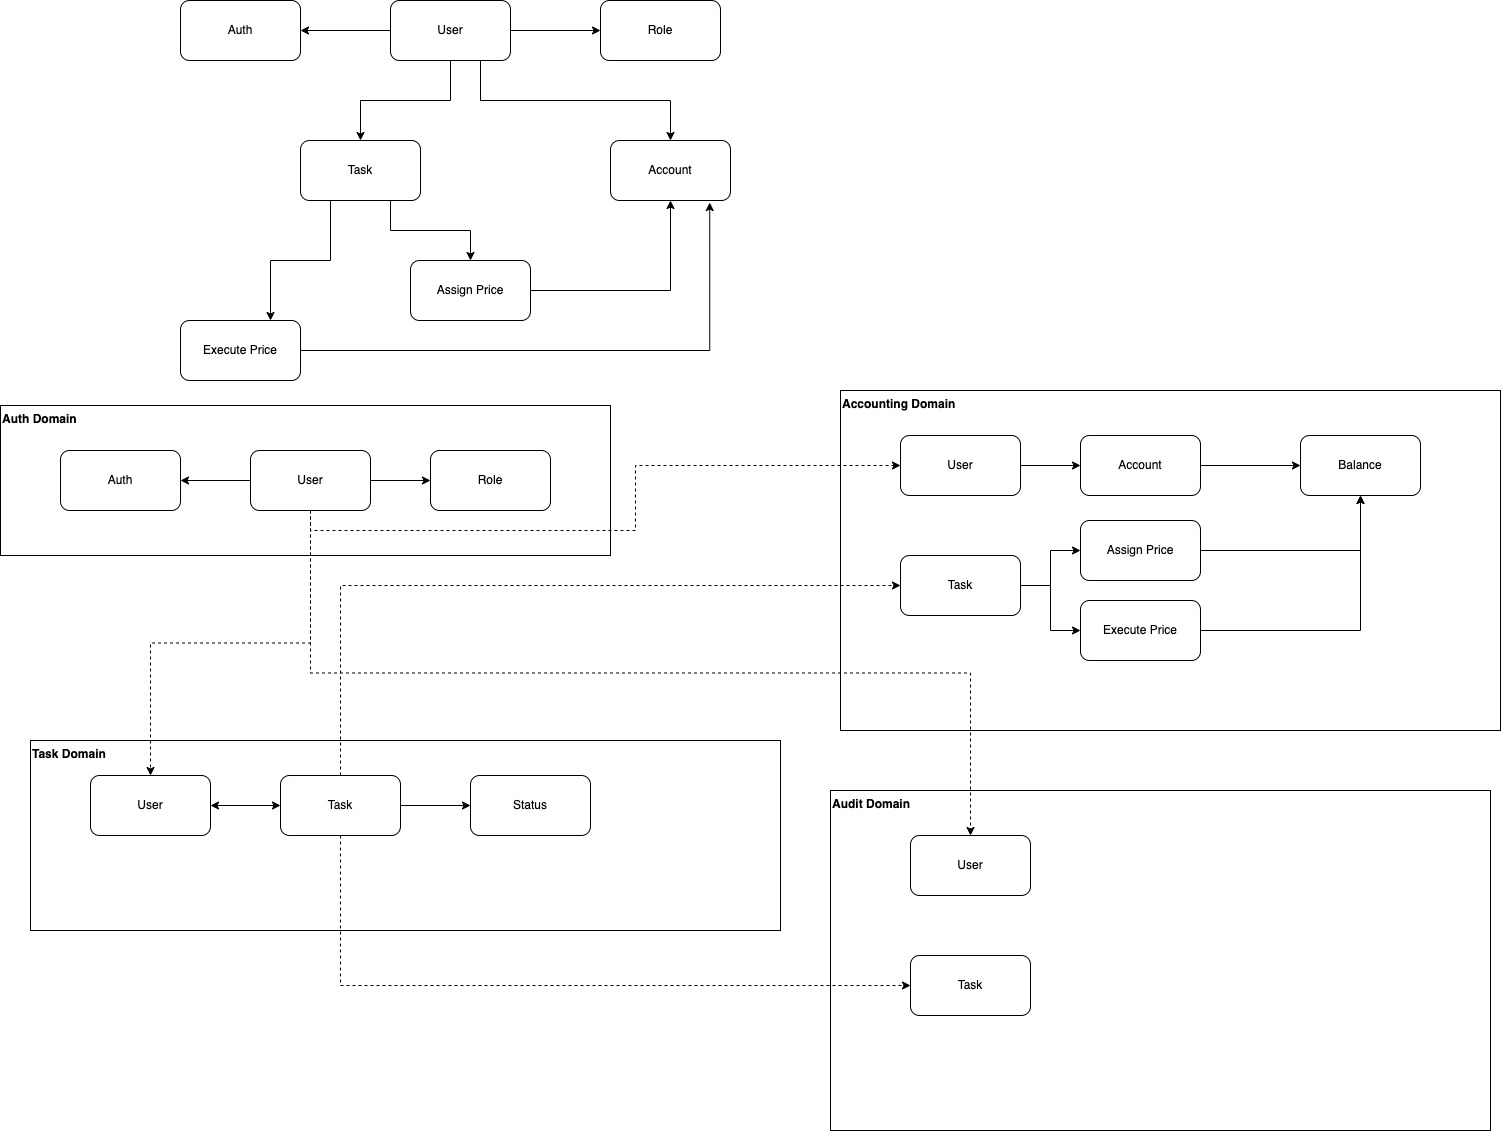 Auth
User
Role
Task
Account
Assign Price
Execute Price
Auth Domain
Auth
User
Role
Accounting Domain
User
Account
Balance
Assign Price
Task
Execute Price
Task Domain
User
Task
Status
Audit Domain
User
Task